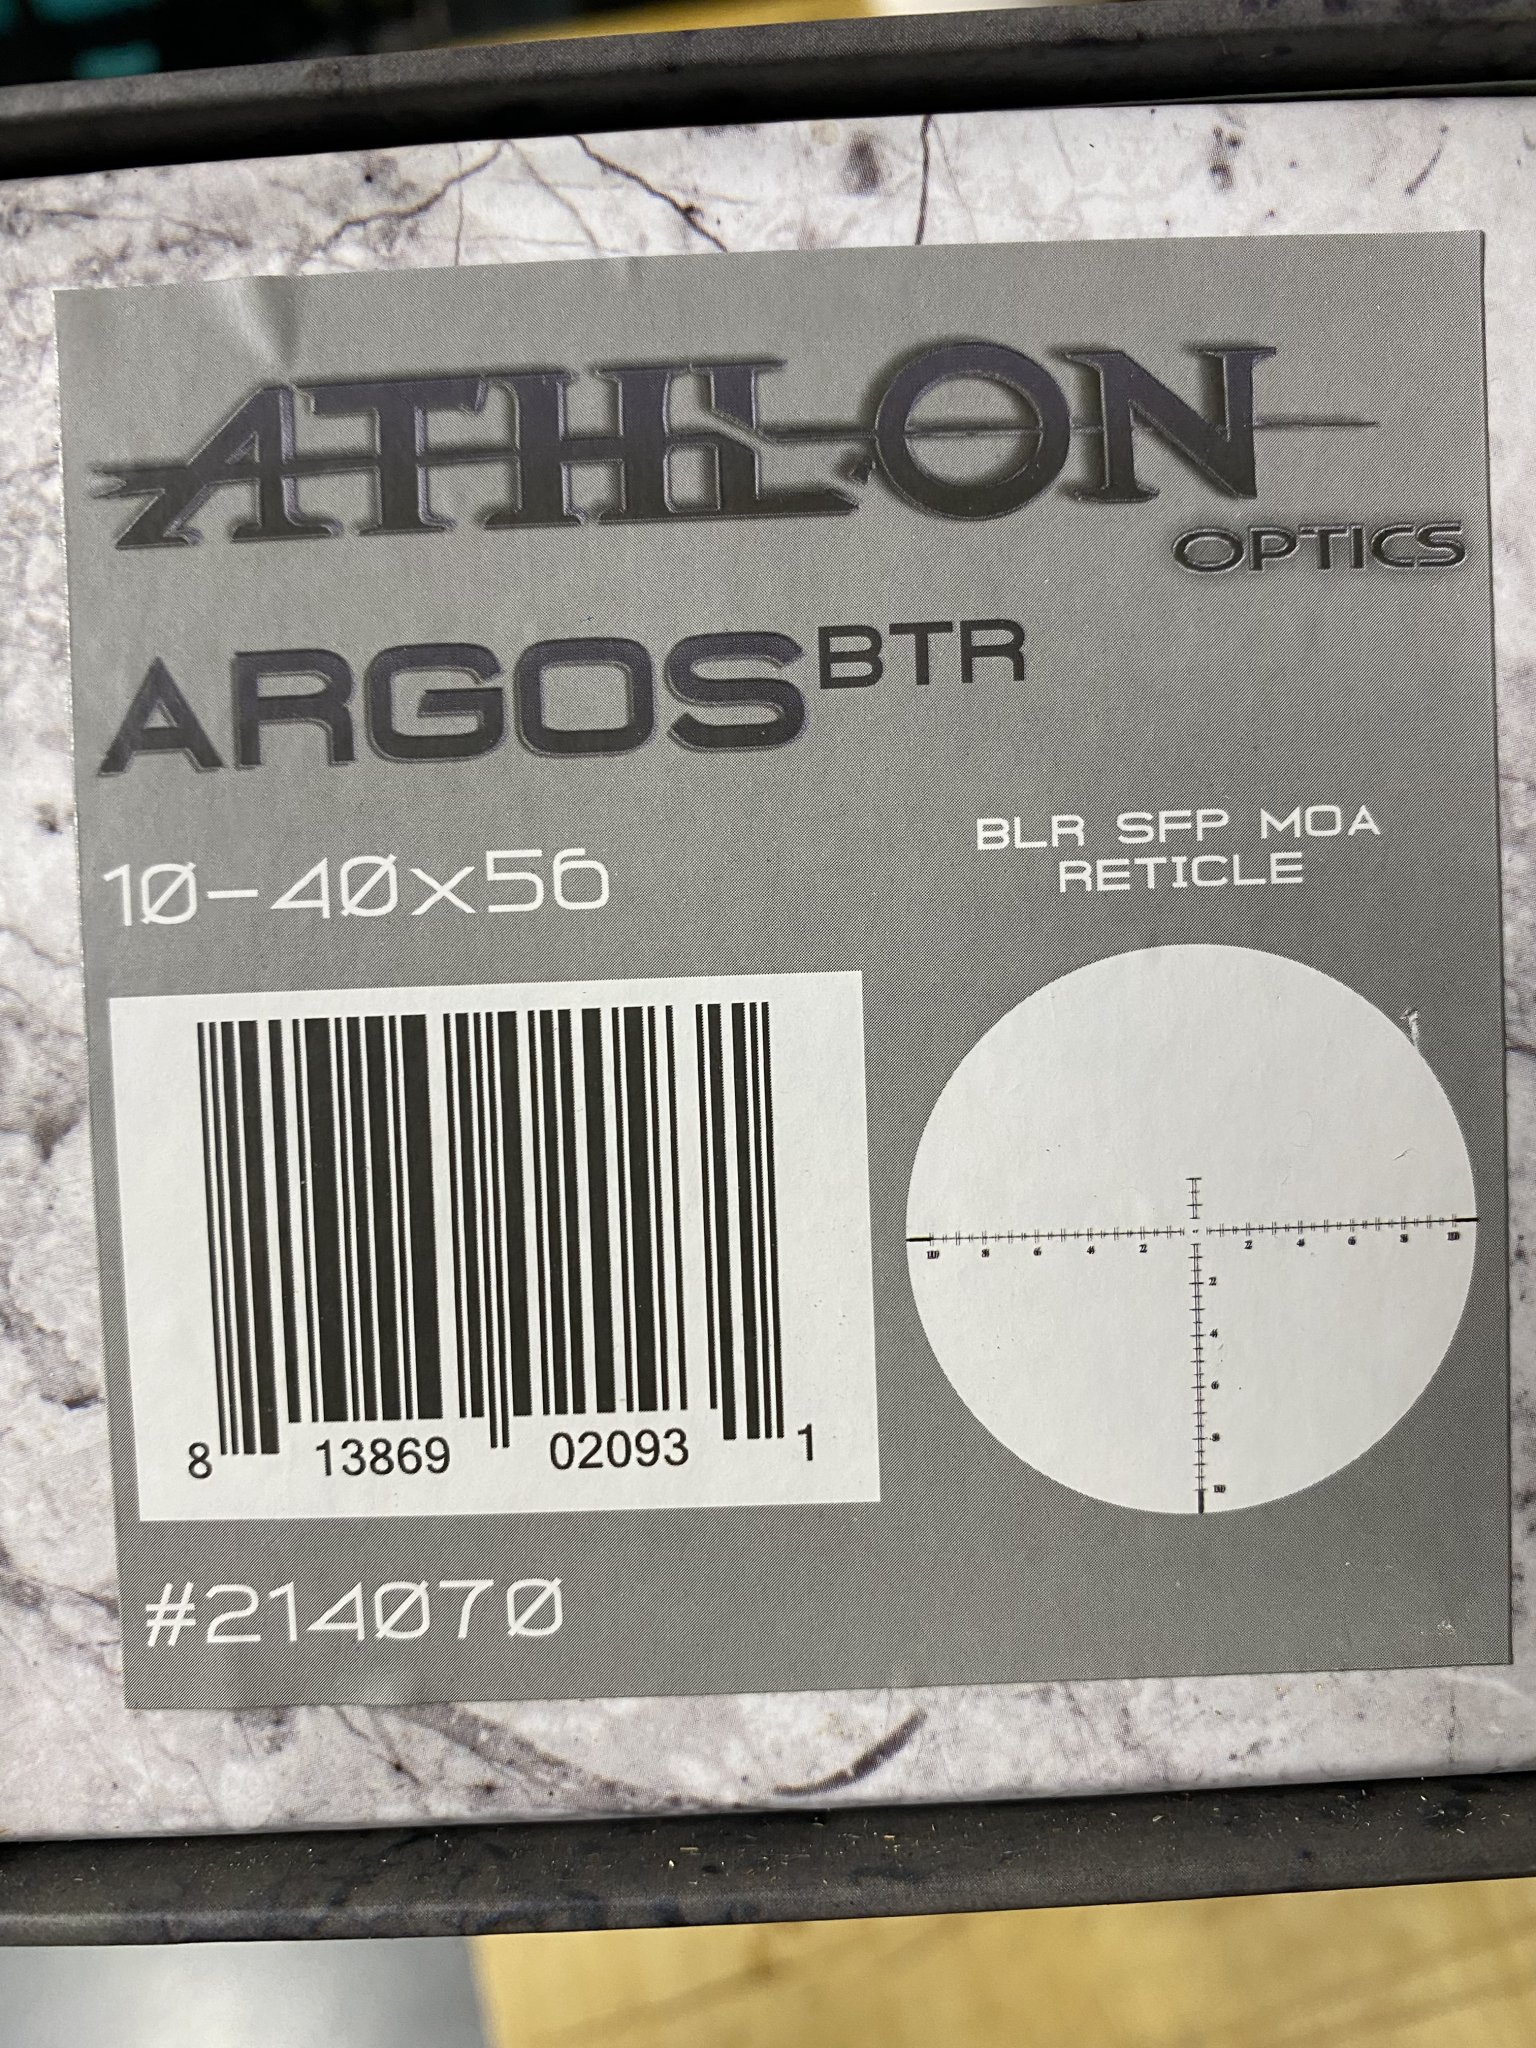 ATHLON
OPTICS
ARGOS BTR
10-40x56
BLR SFP MOA
RETICLE
8 13869 02093 1
#214070